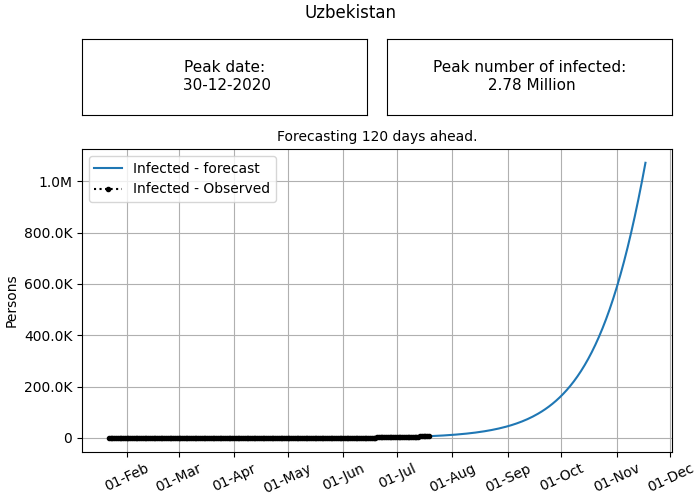 Uzbekistan
Peak date:
30-12-2020
Peak number of infected:
2.78 Million
Forecasting 120 days ahead.
Infected - forecast
Infected - Observed
Persons
1.0M
800.0K
600.0K
400.0K
200.0K
0
01-Feb
01-Mar
01-Apr
01-May
01-Jun
01-Jul
01-Aug
01-Sep
01-Oct
01-Nov
01-Dec